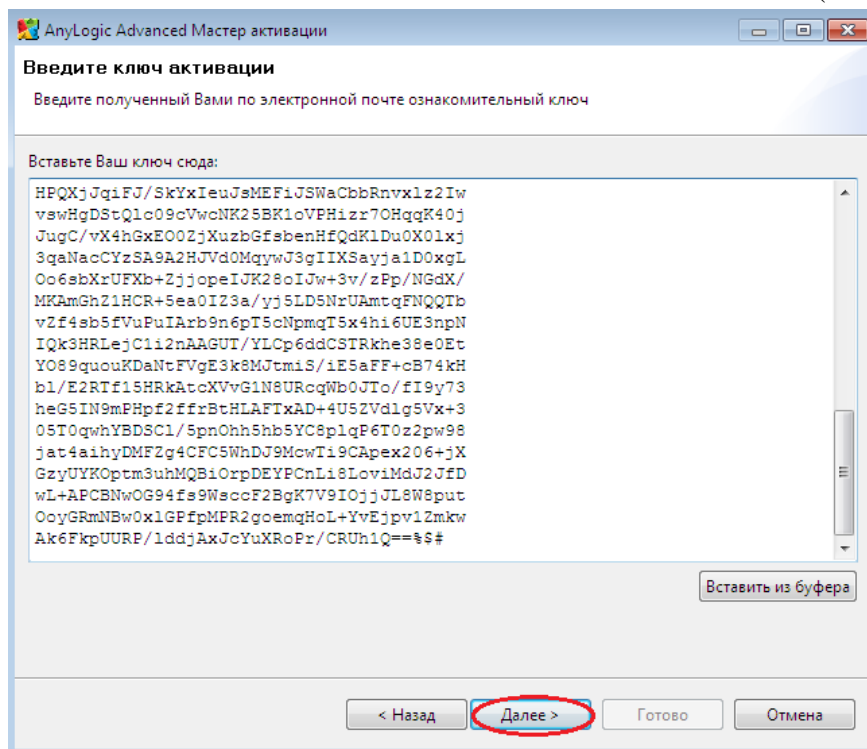 AnyLogic Advanced Мастер активации
Введите ключ активации
Введите полученный Вами по электронной почте ознакомительный ключ
Вставьте Ваш ключ сюда:
HPQXjJqiFJ/SkYxIeuJsMEFiJSWaCbbRnvxlz2Iw
vswHgDStQlc09cVwcNK25BK1oVPHizr7OHqqK40j
JugC/vX4hGxEO0ZjXuzbGfsbenHfQdKlDu0X0lxj
3qaNacCYzSA9A2HJVd0MqywJ3gIIXSayja1D0xgL
Oo6sbXrUFXb+ZjjopeIJK28oIJw+3v/zPp/NGdX/
MKAmGhZ1HCR+5ea0IZ3a/yj5LD5NrUAmtqFNQQTb
vZf4sb5fVuPuIArb9n6pT5cNpmqT5x4hi6UE3npN
IQk3HRLejC1i2nAAGUT/YLCp6ddCSTRkhe38e0Et
YO89quouKDaNtFVgE3k8MJtmiS/iE5aFF+cB74kH
bl/E2RTf15HRkAtcXVvG1N8URcqWb0JTo/fI9y73
heG5IN9mPHpf2ffrBtHLAFTxAD+4U5ZVdlg5Vx+3
05T0qwhYBDSCl/5pnOhh5hb5YC8plqP6T0z2pw98
jat4aihyDMFZg4CFC5WhDJ9McwTi9CApex206+jX
GzyUYKOptm3uhMQBiOrpDEYPCnLi8LoviMdJ2JfD
wL+APCBNwOG94fs9WsccF2BgK7V9IOjjJL8W8put
OoyGRmNBw0xlGPfpMPR2goemqHoL+YvEjpv1Zmkw
Ak6FkpUURP/lddjAxJcYuXRoPr/CRUh1Q==%$#
Вставить из буфера
< Назад Далее > Готово Отмена